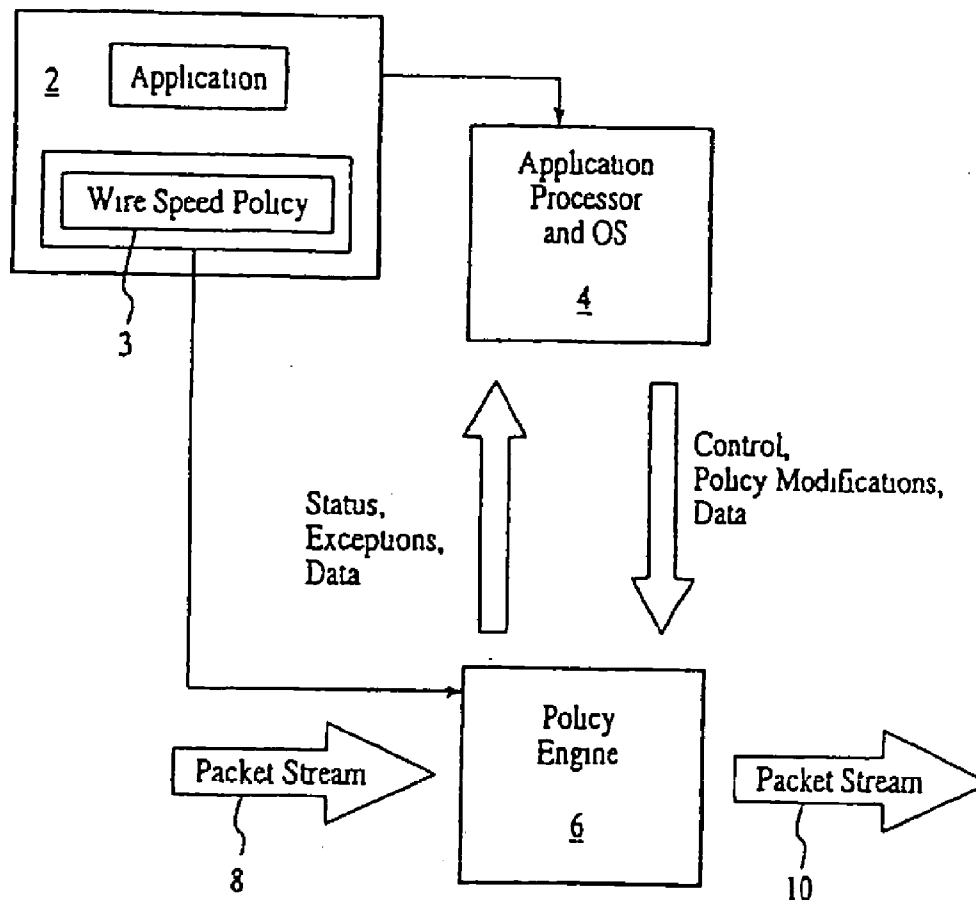 2
Application
Wire Speed Policy
3
Application
Processor
and OS
4
Status,
Exceptions,
Data
Control,
Policy Modifications,
Data
Packet Stream
8
Policy
Engine
6
Packet Stream
10